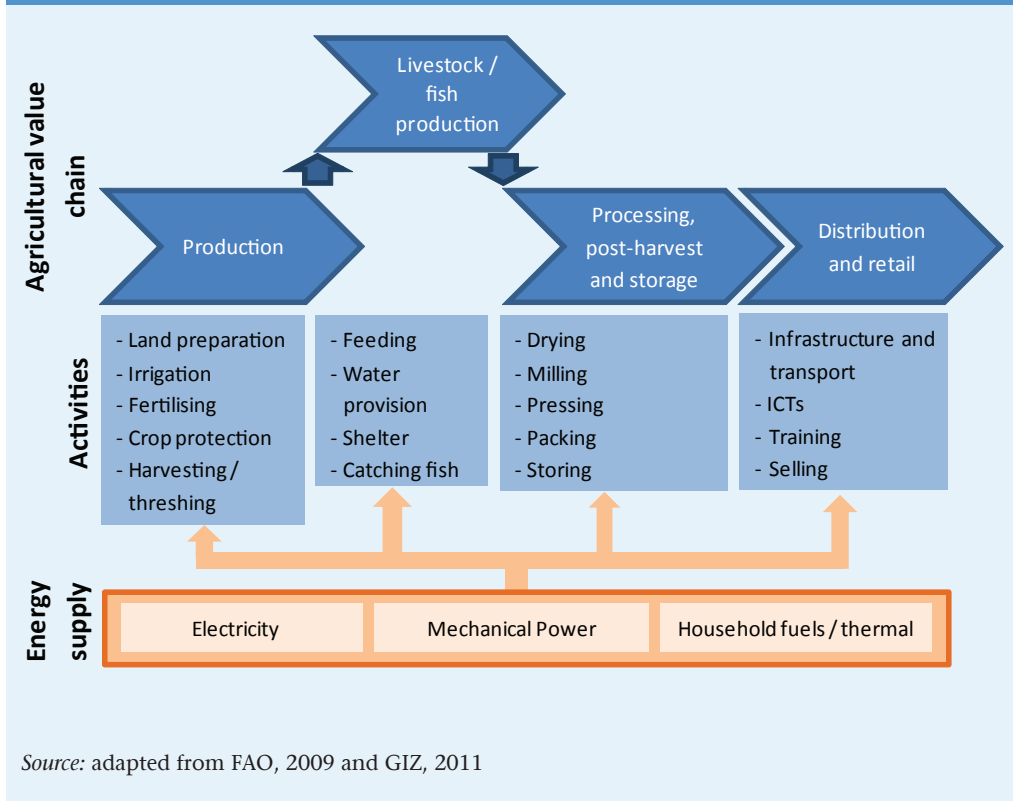 Agricultural value
chain
Livestock /
fish
production
Production
Processing,
post-harvest
and storage
Distribution
and retail
Activities
- Land preparation
- Irrigation
- Fertilising
- Crop protection
- Harvesting /
threshing
- Feeding
- Water
provision
- Shelter
- Catching fish
- Drying
- Milling
- Pressing
- Packing
- Storing
- Infrastructure and
transport
- ICTs
- Training
- Selling
Energy
supply
Electricity
Mechanical Power
Household fuels / thermal
Source: adapted from FAO, 2009 and GIZ, 2011